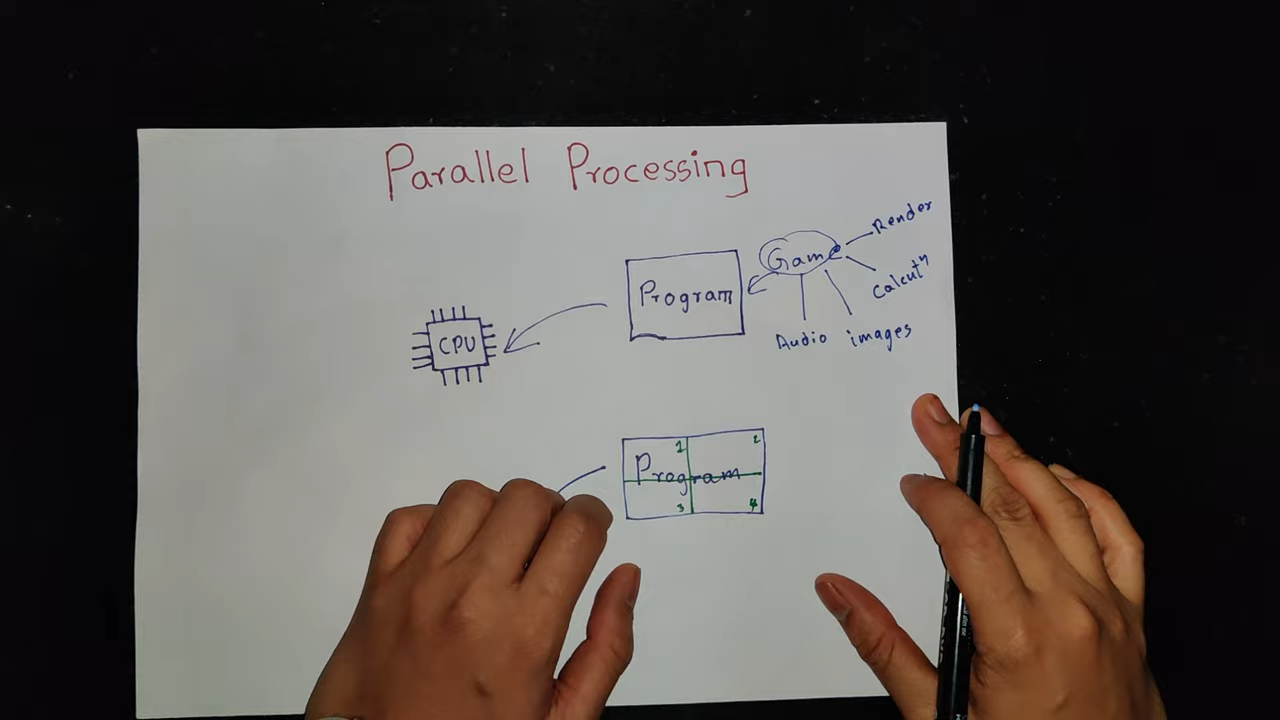 Parallel Processing
Render
Game
Calcutn
Program
Audio images
CPU
1 2
Program
3 4